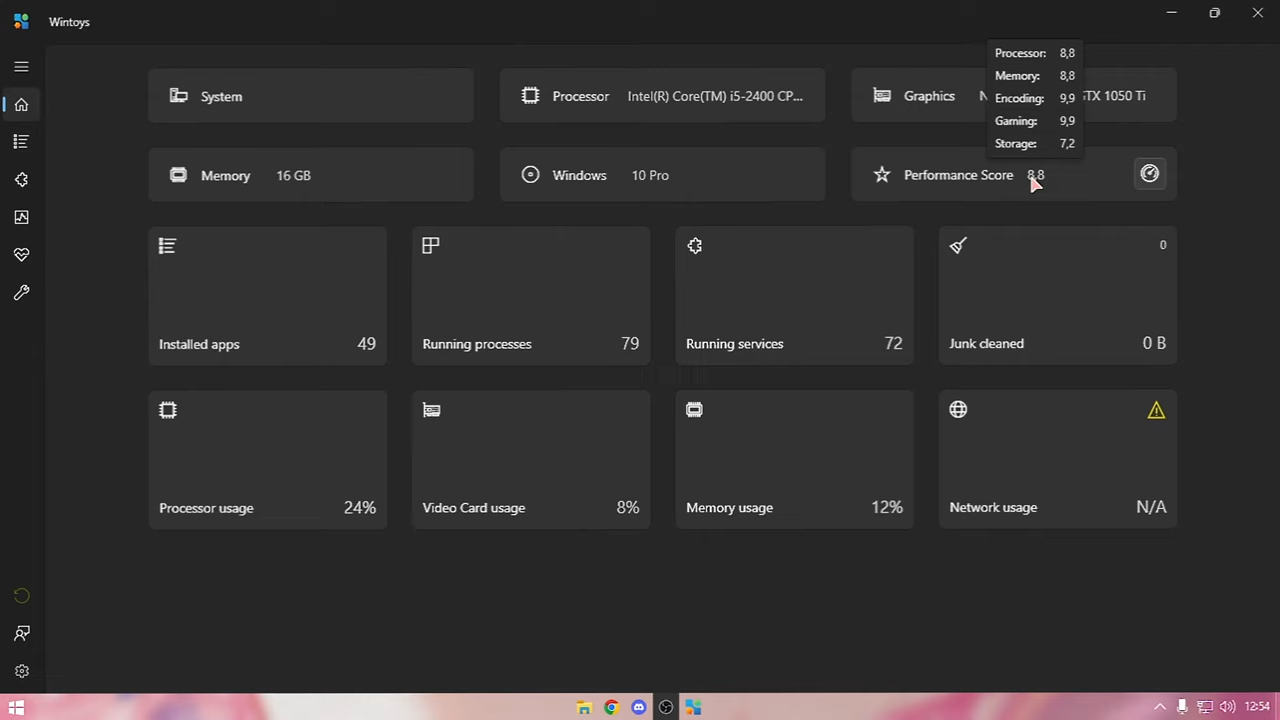 Wintoys
System
Processor Intel(R) Core(TM) i5-2400 CP...
Graphics N TX 1050 Ti
Processor: 8,8
Memory: 8,8
Encoding: 9,9
Gaming: 9,9
Storage: 7,2
Memory 16 GB
Windows 10 Pro
Performance Score 8,8
Installed apps 49
Running processes 79
Running services 72
0
Junk cleaned 0 B
Processor usage 24%
Video Card usage 8%
Memory usage 12%
Network usage N/A
12:54